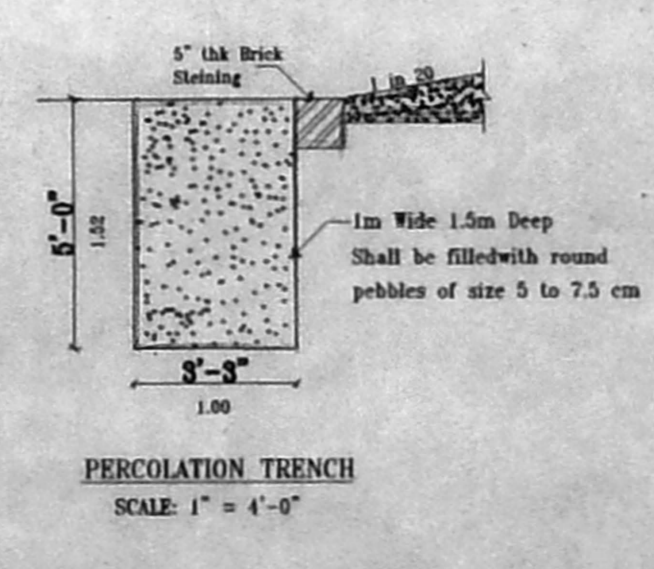 5" thk Brick
Steining
1 in 20
5'-0"
1.52
1m Wide 1.5m Deep
Shall be filledwith round
pebbles of size 5 to 7.5 cm
3'-3"
1.00
PERCOLATION TRENCH
SCALE: 1" = 4'-0"